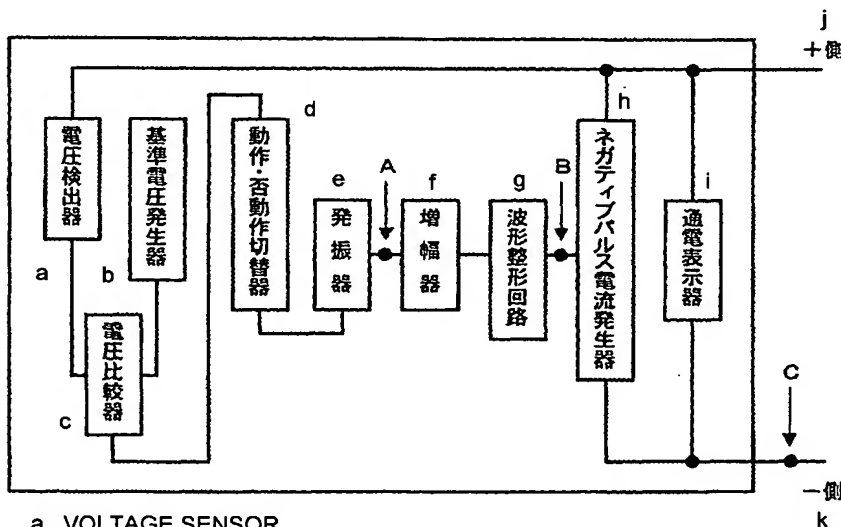 j
+側
d
h
電圧検出器
基準電圧発生器
動作・否動作切替器
A
B
e
f
g
i
発振器
増幅器
波形整形回路
ネガティブパルス電流発生器
通電表示器
a
b
電圧比較器
c
C
−側
k
a VOLTAGE SENSOR